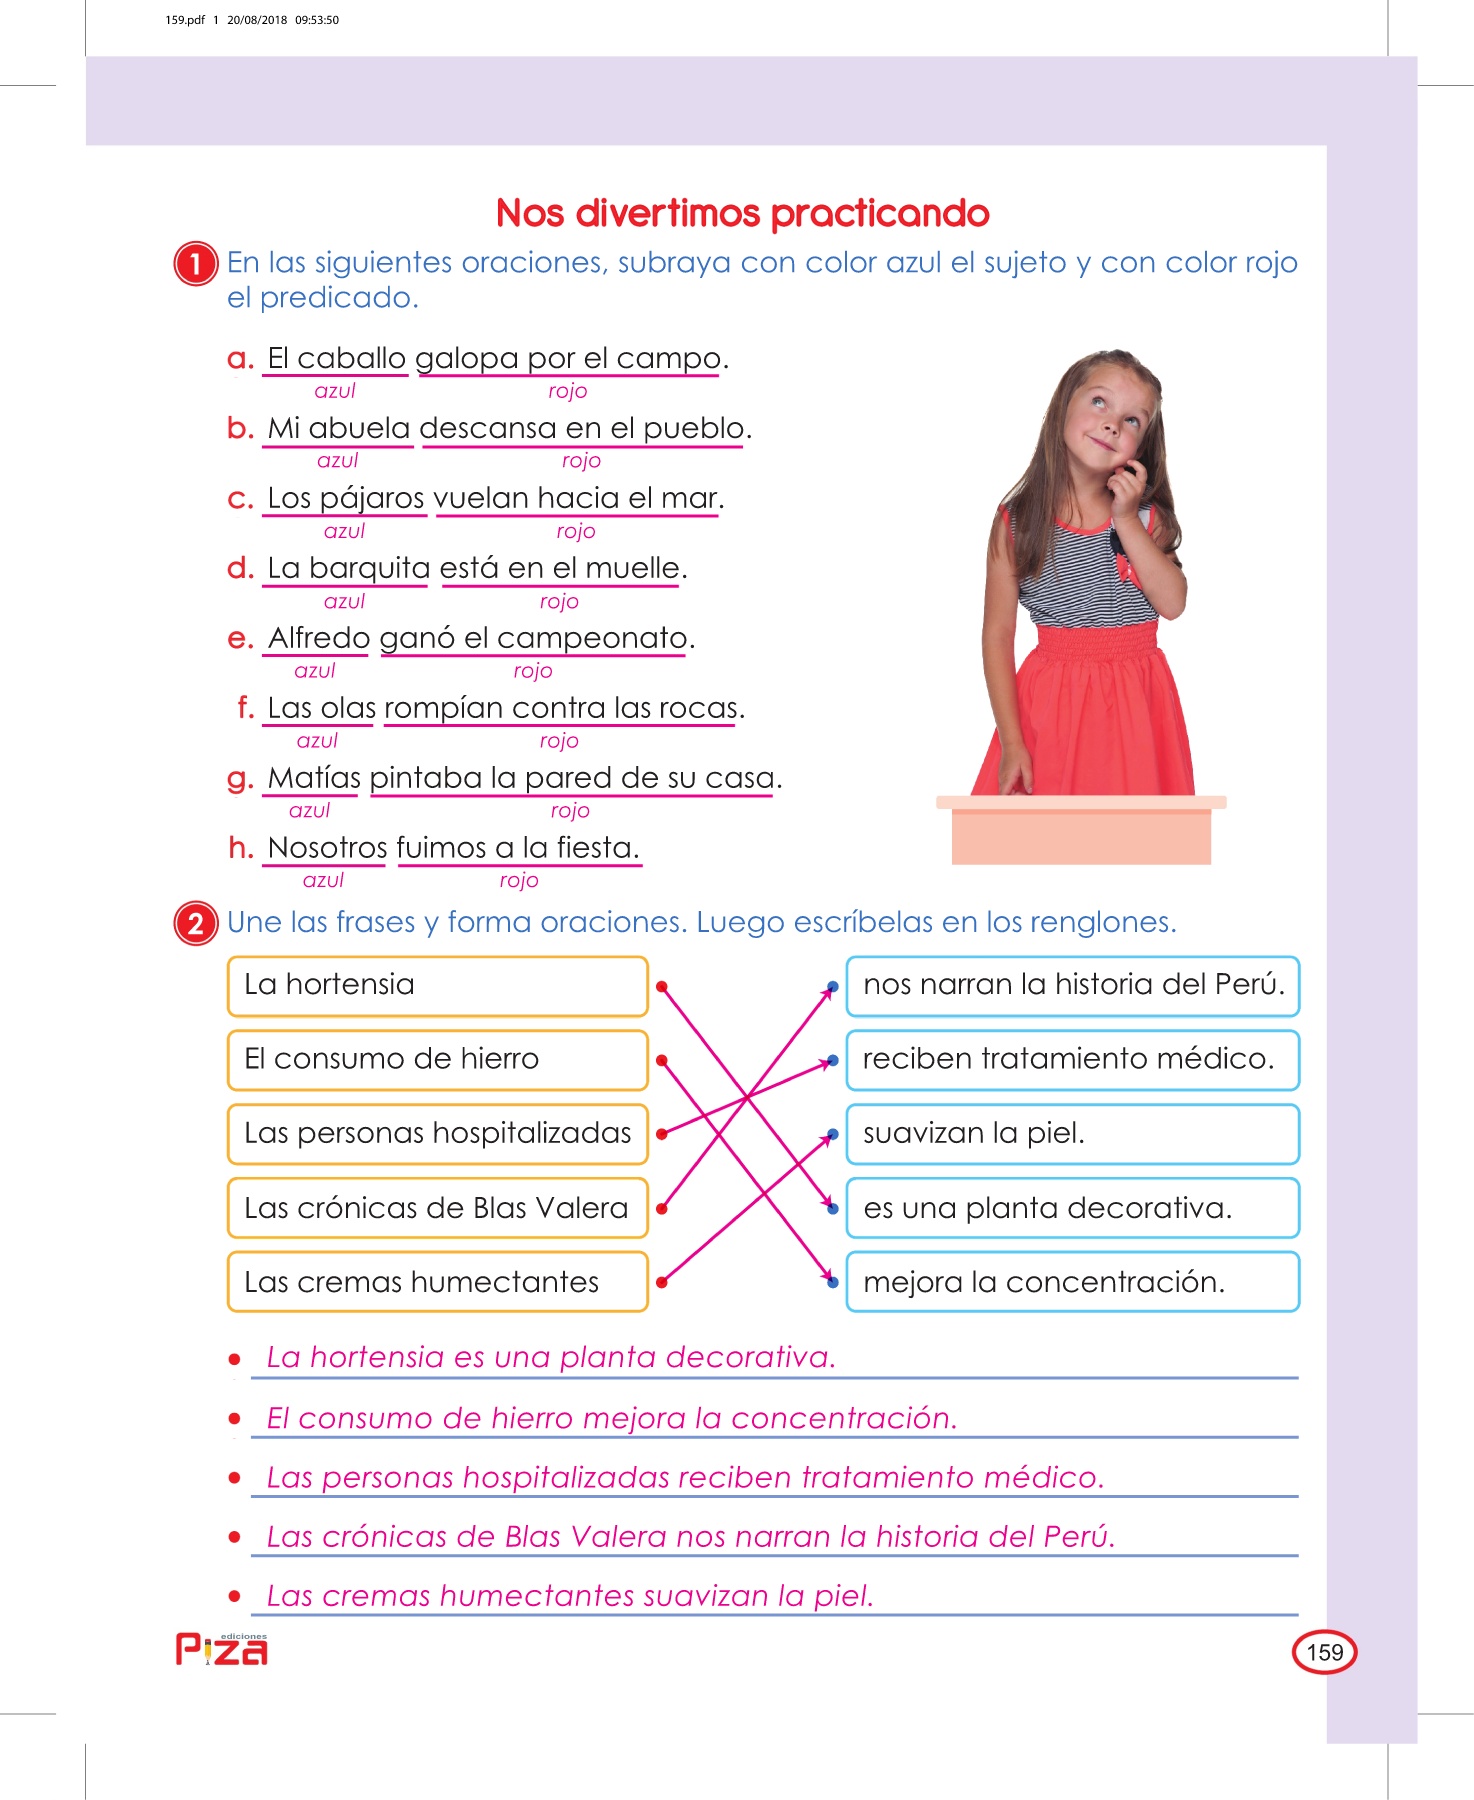 159.pdf 1 20/08/2018 09:53:50
Nos divertimos practicando
1 En las siguientes oraciones, subraya con color azul el sujeto y con color rojo
el predicado.
a. El caballo galopa por el campo.
azul rojo
b. Mi abuela descansa en el pueblo.
azul rojo
c. Los pájaros vuelan hacia el mar.
azul rojo
d. La barquita está en el muelle.
azul rojo
e. Alfredo ganó el campeonato.
azul rojo
f. Las olas rompían contra las rocas.
azul rojo
g. Matías pintaba la pared de su casa.
azul rojo
h. Nosotros fuimos a la fiesta.
azul rojo
2 Une las frases y forma oraciones. Luego escríbelas en los renglones.
La hortensia nos narran la historia del Perú.
El consumo de hierro reciben tratamiento médico.
Las personas hospitalizadas suavizan la piel.
Las crónicas de Blas Valera es una planta decorativa.
Las cremas humectantes mejora la concentración.
La hortensia es una planta decorativa.
El consumo de hierro mejora la concentración.
Las personas hospitalizadas reciben tratamiento médico.
Las crónicas de Blas Valera nos narran la historia del Perú.
Las cremas humectantes suavizan la piel.
ediciones
Piza
159